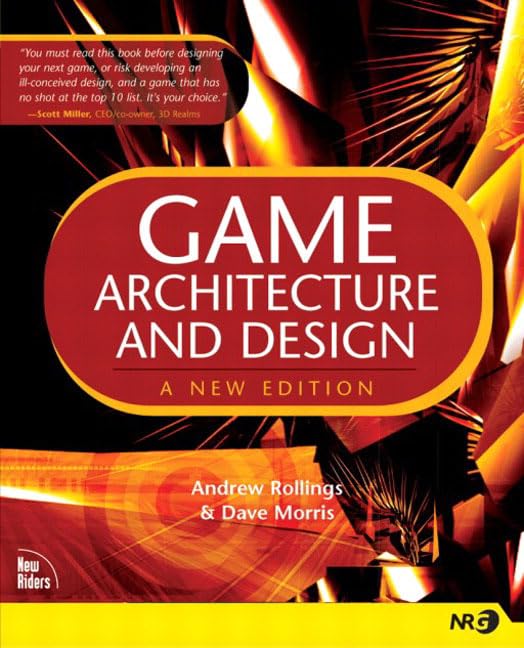 “You must read this book before designing
your next game, or risk developing an
ill-conceived design, and a game that has
no shot at the top 10 list. It’s your choice.”
—Scott Miller, CEO/co-owner, 3D Realms
GAME
ARCHITECTURE
AND DESIGN
A NEW EDITION
Andrew Rollings
& Dave Morris
New
Riders
NRG